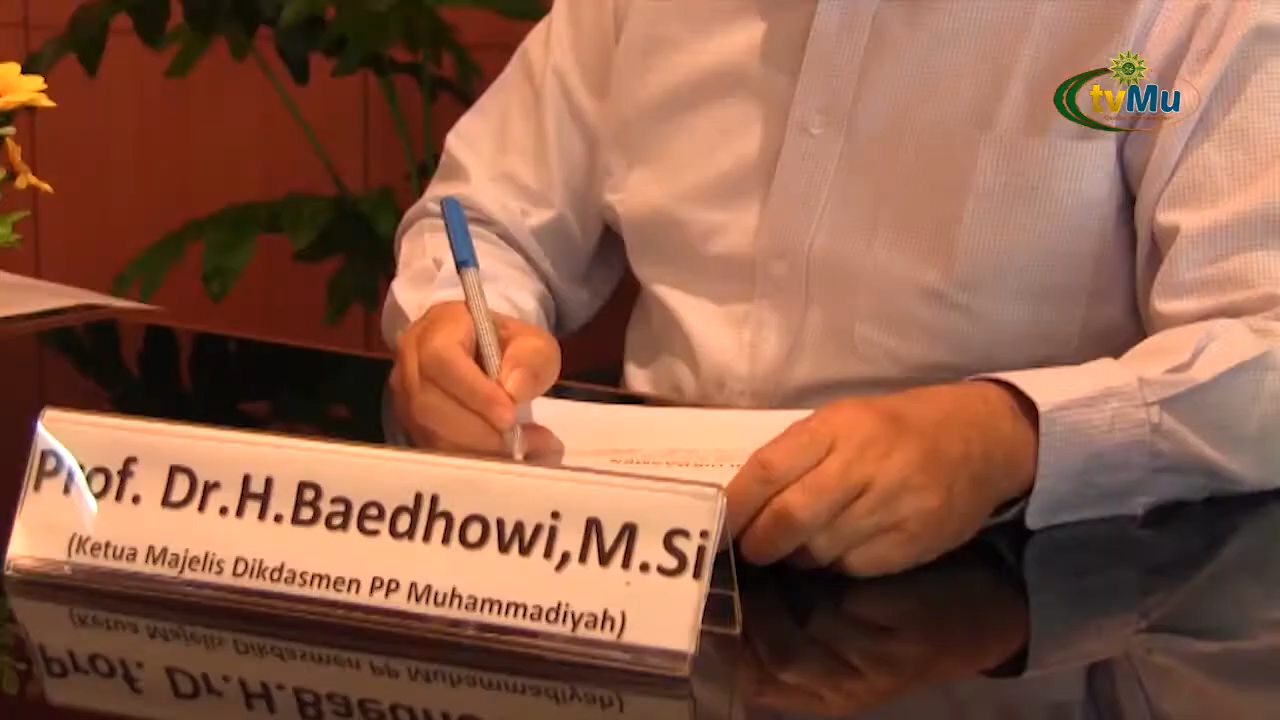 tvMu
Prof. Dr.H.Baedhowi,M.Si
(Ketua Majelis Dikdasmen PP Muhammadiyah)